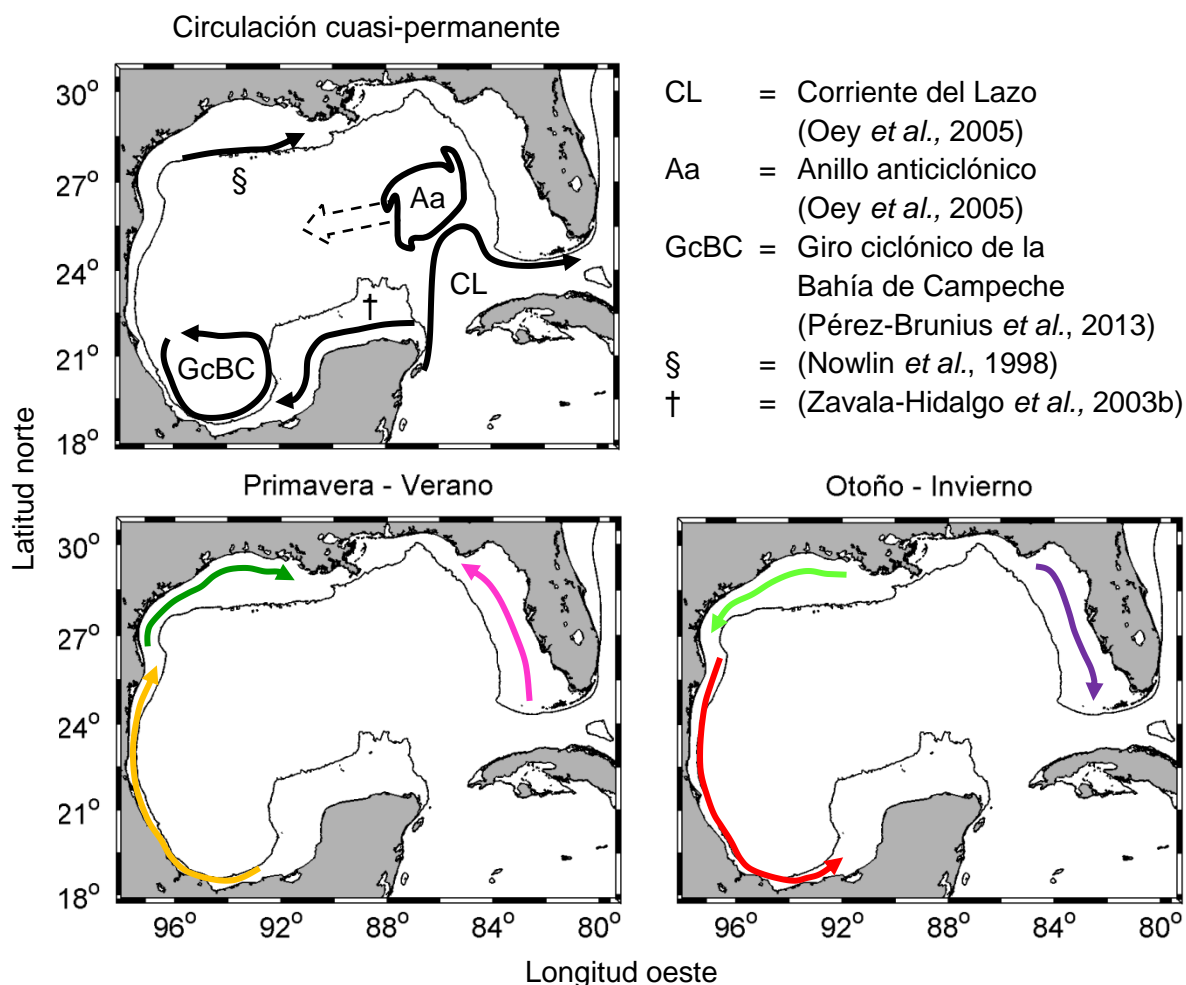 Circulación cuasi-permanente
30°
27°
24°
21°
18°
§
Aa
CL
†
GcBC
CL = Corriente del Lazo
(Oey et al., 2005)
Aa = Anillo anticiclónico
(Oey et al., 2005)
GcBC = Giro ciclónico de la
Bahía de Campeche
(Pérez-Brunius et al., 2013)
§ = (Nowlin et al., 1998)
† = (Zavala-Hidalgo et al., 2003b)
Latitud norte
Primavera - Verano
30°
27°
24°
21°
18°
96° 92° 88° 84° 80°
Otoño - Invierno
30°
27°
24°
21°
18°
96° 92° 88° 84° 80°
Longitud oeste